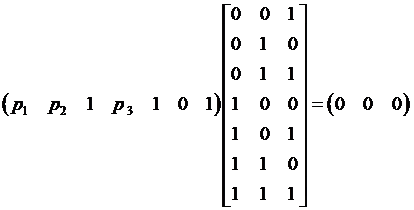 0 0 1
0 1 0
0 1 1
(p₁ p₂ 1 p₃ 1 0 1) 1 0 0 = (0 0 0)
1 0 1
1 1 0
1 1 1